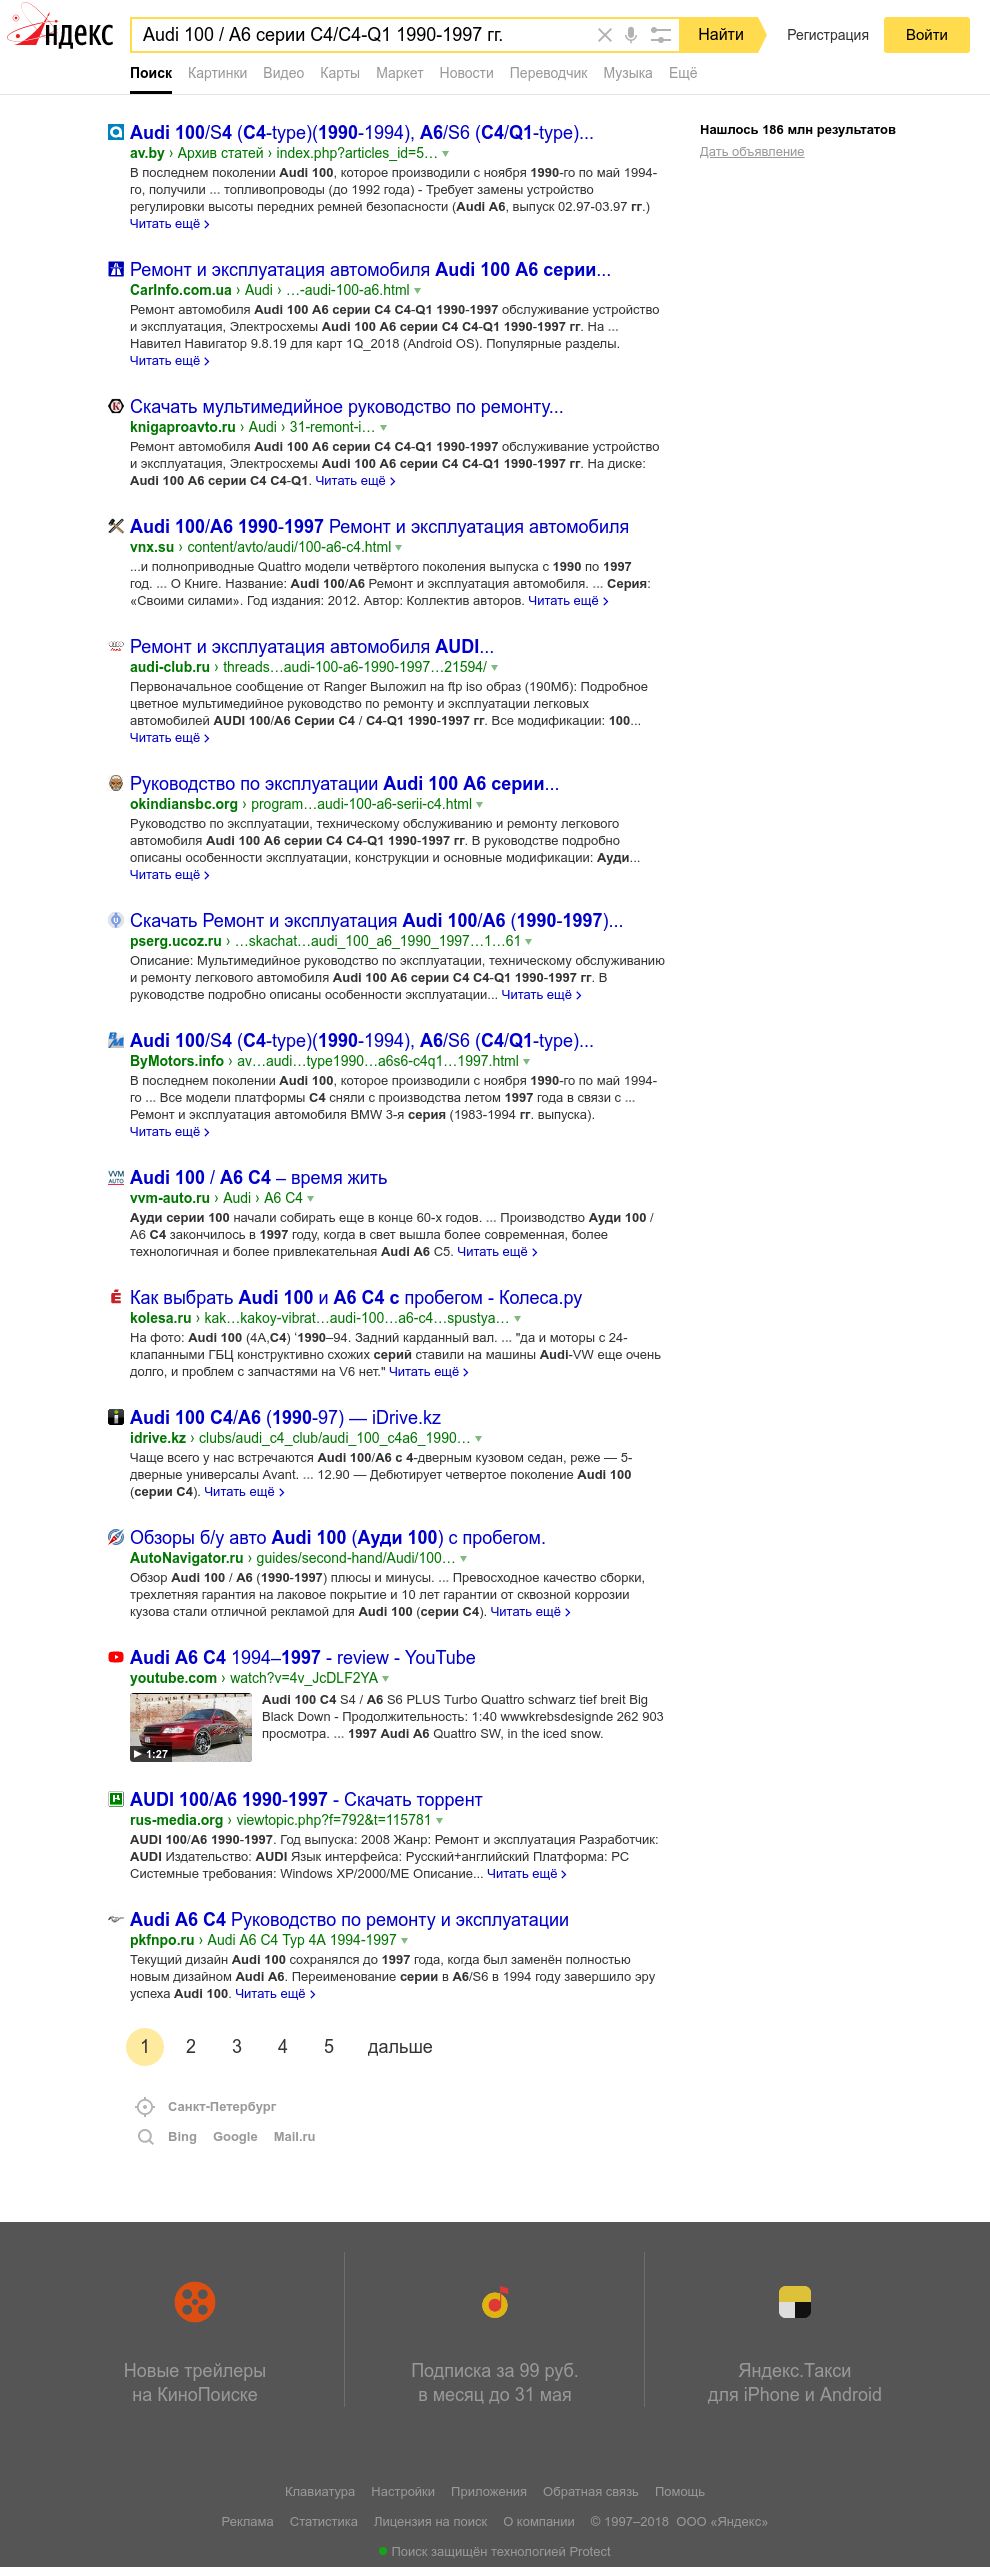 Яндекс
Audi 100 / A6 серии C4/C4-Q1 1990-1997 гг.
Найти
Регистрация
Войти
Поиск Картинки Видео Карты Маркет Новости Переводчик Музыка Ещё
Нашлось 186 млн результатов
Дать объявление
Audi 100/S4 (C4-type)(1990-1994), A6/S6 (C4/Q1-type)...
av.by › Архив статей › index.php?articles_id=5…
В последнем поколении Audi 100, которое производили с ноября 1990-го по май 1994-
го, получили ... топливопроводы (до 1992 года) - Требует замены устройство
регулировки высоты передних ремней безопасности (Audi A6, выпуск 02.97-03.97 гг.)
Читать ещё ›
Ремонт и эксплуатация автомобиля Audi 100 A6 серии...
CarInfo.com.ua › Audi › …-audi-100-a6.html
Ремонт автомобиля Audi 100 A6 серии C4 C4-Q1 1990-1997 обслуживание устройство
и эксплуатация, Электросхемы Audi 100 A6 серии C4 C4-Q1 1990-1997 гг. На ...
Навител Навигатор 9.8.19 для карт 1Q_2018 (Android OS). Популярные разделы.
Читать ещё ›
Скачать мультимедийное руководство по ремонту...
knigaproavto.ru › Audi › 31-remont-i…
Ремонт автомобиля Audi 100 A6 серии C4 C4-Q1 1990-1997 обслуживание устройство
и эксплуатация, Электросхемы Audi 100 A6 серии C4 C4-Q1 1990-1997 гг. На диске:
Audi 100 A6 серии C4 C4-Q1. Читать ещё ›
Audi 100/A6 1990-1997 Ремонт и эксплуатация автомобиля
vnx.su › content/avto/audi/100-a6-c4.html
...и полноприводные Quattro модели четвёртого поколения выпуска с 1990 по 1997
год. ... О Книге. Название: Audi 100/A6 Ремонт и эксплуатация автомобиля. ... Серия:
«Своими силами». Год издания: 2012. Автор: Коллектив авторов. Читать ещё ›
Ремонт и эксплуатация автомобиля AUDI...
audi-club.ru › threads…audi-100-a6-1990-1997…21594/
Первоначальное сообщение от Ranger Выложил на ftp iso образ (190Мб): Подробное
цветное мультимедийное руководство по ремонту и эксплуатации легковых
автомобилей AUDI 100/A6 Серии C4 / C4-Q1 1990-1997 гг. Все модификации: 100...
Читать ещё ›
Руководство по эксплуатации Audi 100 A6 серии...
okindiansbc.org › program…audi-100-a6-serii-c4.html
Руководство по эксплуатации, техническому обслуживанию и ремонту легкового
автомобиля Audi 100 A6 серии C4 C4-Q1 1990-1997 гг. В руководстве подробно
описаны особенности эксплуатации, конструкции и основные модификации: Ауди...
Читать ещё ›
Скачать Ремонт и эксплуатация Audi 100/A6 (1990-1997)...
pserg.ucoz.ru › …skachat…audi_100_a6_1990_1997…1…61
Описание: Мультимедийное руководство по эксплуатации, техническому обслуживанию
и ремонту легкового автомобиля Audi 100 A6 серии C4 C4-Q1 1990-1997 гг. В
руководстве подробно описаны особенности эксплуатации... Читать ещё ›
Audi 100/S4 (C4-type)(1990-1994), A6/S6 (C4/Q1-type)...
ByMotors.info › av…audi…type1990…a6s6-c4q1…1997.html
В последнем поколении Audi 100, которое производили с ноября 1990-го по май 1994-
го ... Все модели платформы C4 сняли с производства летом 1997 года в связи с ...
Ремонт и эксплуатация автомобиля BMW 3-я серия (1983-1994 гг. выпуска).
Читать ещё ›
VVM AUTO
Audi 100 / A6 C4 – время жить
vvm-auto.ru › Audi › A6 C4
Ауди серии 100 начали собирать еще в конце 60-х годов. ... Производство Ауди 100 /
A6 C4 закончилось в 1997 году, когда в свет вышла более современная, более
технологичная и более привлекательная Audi A6 C5. Читать ещё ›
Как выбрать Audi 100 и A6 C4 с пробегом - Колеса.ру
kolesa.ru › kak…kakoy-vibrat…audi-100…a6-c4…spustya…
На фото: Audi 100 (4A,C4) ‘1990–94. Задний карданный вал. ... "да и моторы с 24-
клапанными ГБЦ конструктивно схожих серий ставили на машины Audi-VW еще очень
долго, и проблем с запчастями на V6 нет." Читать ещё ›
Audi 100 C4/A6 (1990-97) — iDrive.kz
idrive.kz › clubs/audi_c4_club/audi_100_c4a6_1990…
Чаще всего у нас встречаются Audi 100/A6 с 4-дверным кузовом седан, реже — 5-
дверные универсалы Avant. ... 12.90 — Дебютирует четвертое поколение Audi 100
(серии C4). Читать ещё ›
Обзоры б/у авто Audi 100 (Ауди 100) с пробегом.
AutoNavigator.ru › guides/second-hand/Audi/100…
Обзор Audi 100 / A6 (1990-1997) плюсы и минусы. ... Превосходное качество сборки,
трехлетняя гарантия на лаковое покрытие и 10 лет гарантии от сквозной коррозии
кузова стали отличной рекламой для Audi 100 (серии C4). Читать ещё ›
Audi A6 C4 1994–1997 - review - YouTube
youtube.com › watch?v=4v_JcDLF2YA
Audi 100 C4 S4 / A6 S6 PLUS Turbo Quattro schwarz tief breit Big
Black Down - Продолжительность: 1:40 wwwkrebsdesignde 262 903
просмотра. ... 1997 Audi A6 Quattro SW, in the iced snow.
1:27
AUDI 100/A6 1990-1997 - Скачать торрент
rus-media.org › viewtopic.php?f=792&t=115781
AUDI 100/A6 1990-1997. Год выпуска: 2008 Жанр: Ремонт и эксплуатация Разработчик:
AUDI Издательство: AUDI Язык интерфейса: Русский+английский Платформа: PC
Системные требования: Windows XP/2000/ME Описание... Читать ещё ›
Audi A6 C4 Руководство по ремонту и эксплуатации
pkfnpo.ru › Audi A6 C4 Typ 4A 1994-1997
Текущий дизайн Audi 100 сохранялся до 1997 года, когда был заменён полностью
новым дизайном Audi A6. Переименование серии в A6/S6 в 1994 году завершило эру
успеха Audi 100. Читать ещё ›
1 2 3 4 5 дальше
Санкт-Петербург
Bing Google Mail.ru
Новые трейлеры
на КиноПоиске
Подписка за 99 руб.
в месяц до 31 мая
Яндекс.Такси
для iPhone и Android
Клавиатура Настройки Приложения Обратная связь Помощь
Реклама Статистика Лицензия на поиск О компании © 1997–2018 ООО «Яндекс»
Поиск защищён технологией Protect